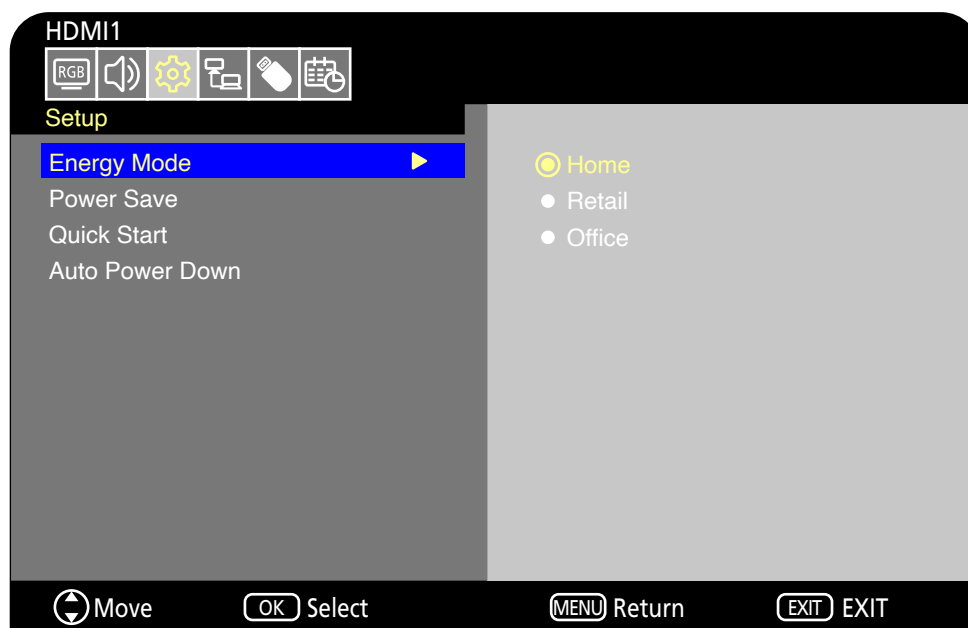 HDMI1
RGB
Setup
Energy Mode
Power Save
Quick Start
Auto Power Down
Home
Retail
Office
Move OK Select MENU Return EXIT EXIT